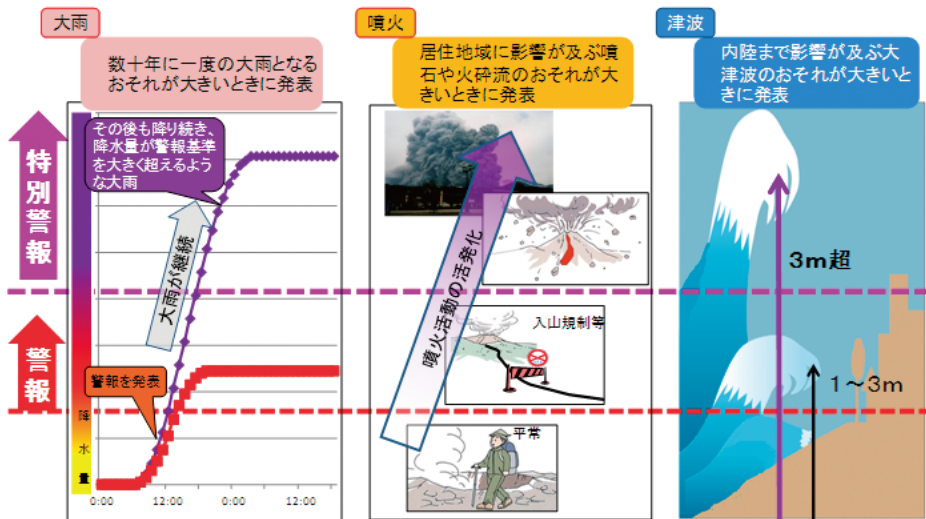 大雨
数十年に一度の大雨となる
おそれが大きいときに発表
噴火
居住地域に影響が及ぶ噴
石や火砕流のおそれが大
きいときに発表
津波
内陸まで影響が及ぶ大
津波のおそれが大きいと
きに発表
特別警報
警報
その後も降り続き、
降水量が警報基準
を大きく超えるよう
な大雨
大雨が継続
警報を発表
降水量
0:00 12:00 0:00 12:00
噴火活動の活発化
入山規制等
平常
3m超
1～3m